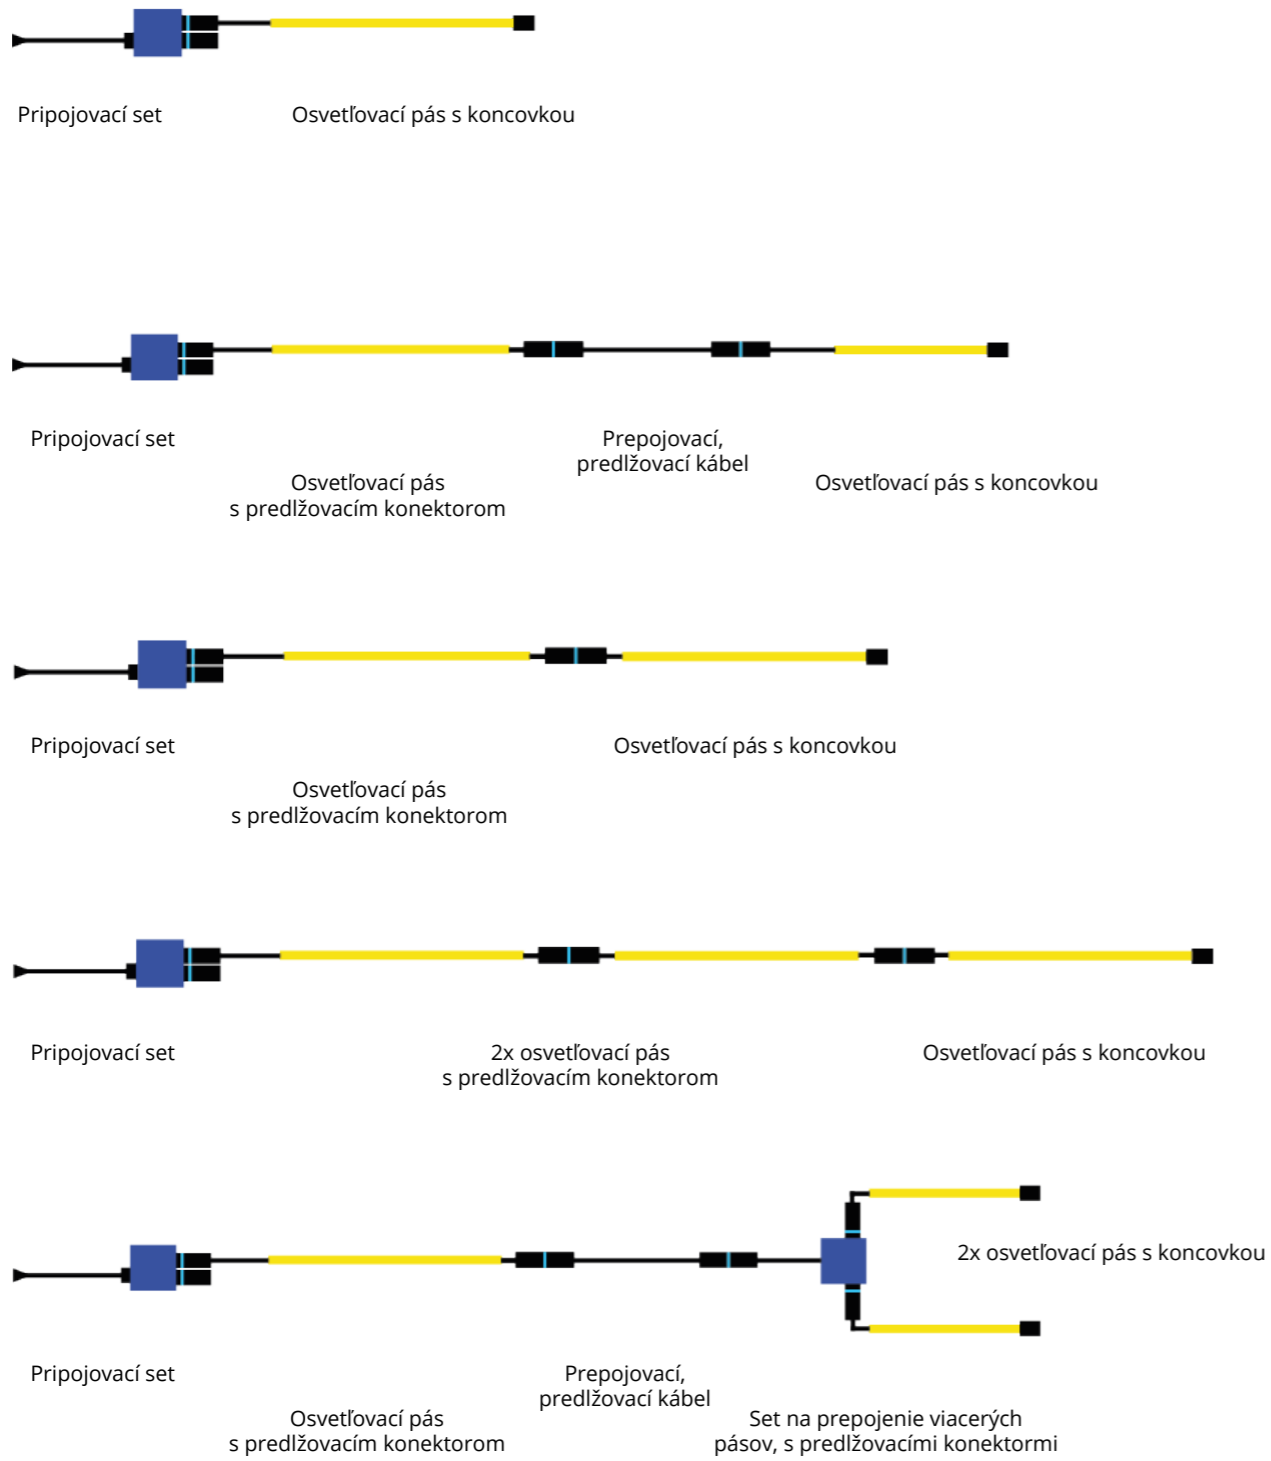 Pripojovací set
Osvetľovací pás s koncovkou
Pripojovací set
Prepojovací,
predlžovací kábel
Osvetľovací pás
s predlžovacím konektorom
Osvetľovací pás s koncovkou
Pripojovací set
Osvetľovací pás s koncovkou
Osvetľovací pás
s predlžovacím konektorom
Pripojovací set
2x osvetľovací pás
s predlžovacím konektorom
Osvetľovací pás s koncovkou
2x osvetľovací pás s koncovkou
Pripojovací set
Prepojovací,
predlžovací kábel
Osvetľovací pás
s predlžovacím konektorom
Set na prepojenie viacerých
pásov, s predlžovacími konektormi